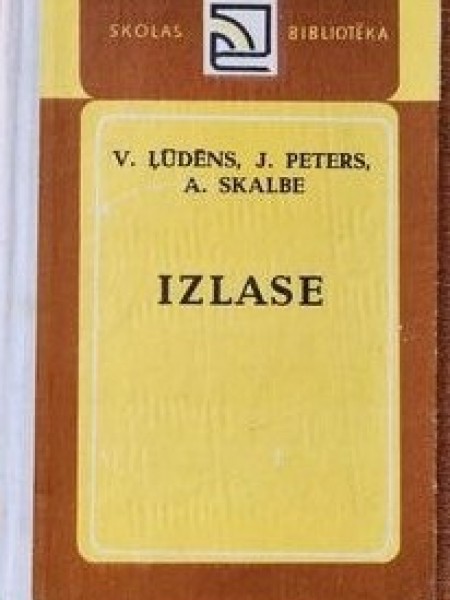 SKOLAS BIBLIOTĒKA
V. ĻŪDĒNS, J. PETERS,
A. SKALBE
IZLASE